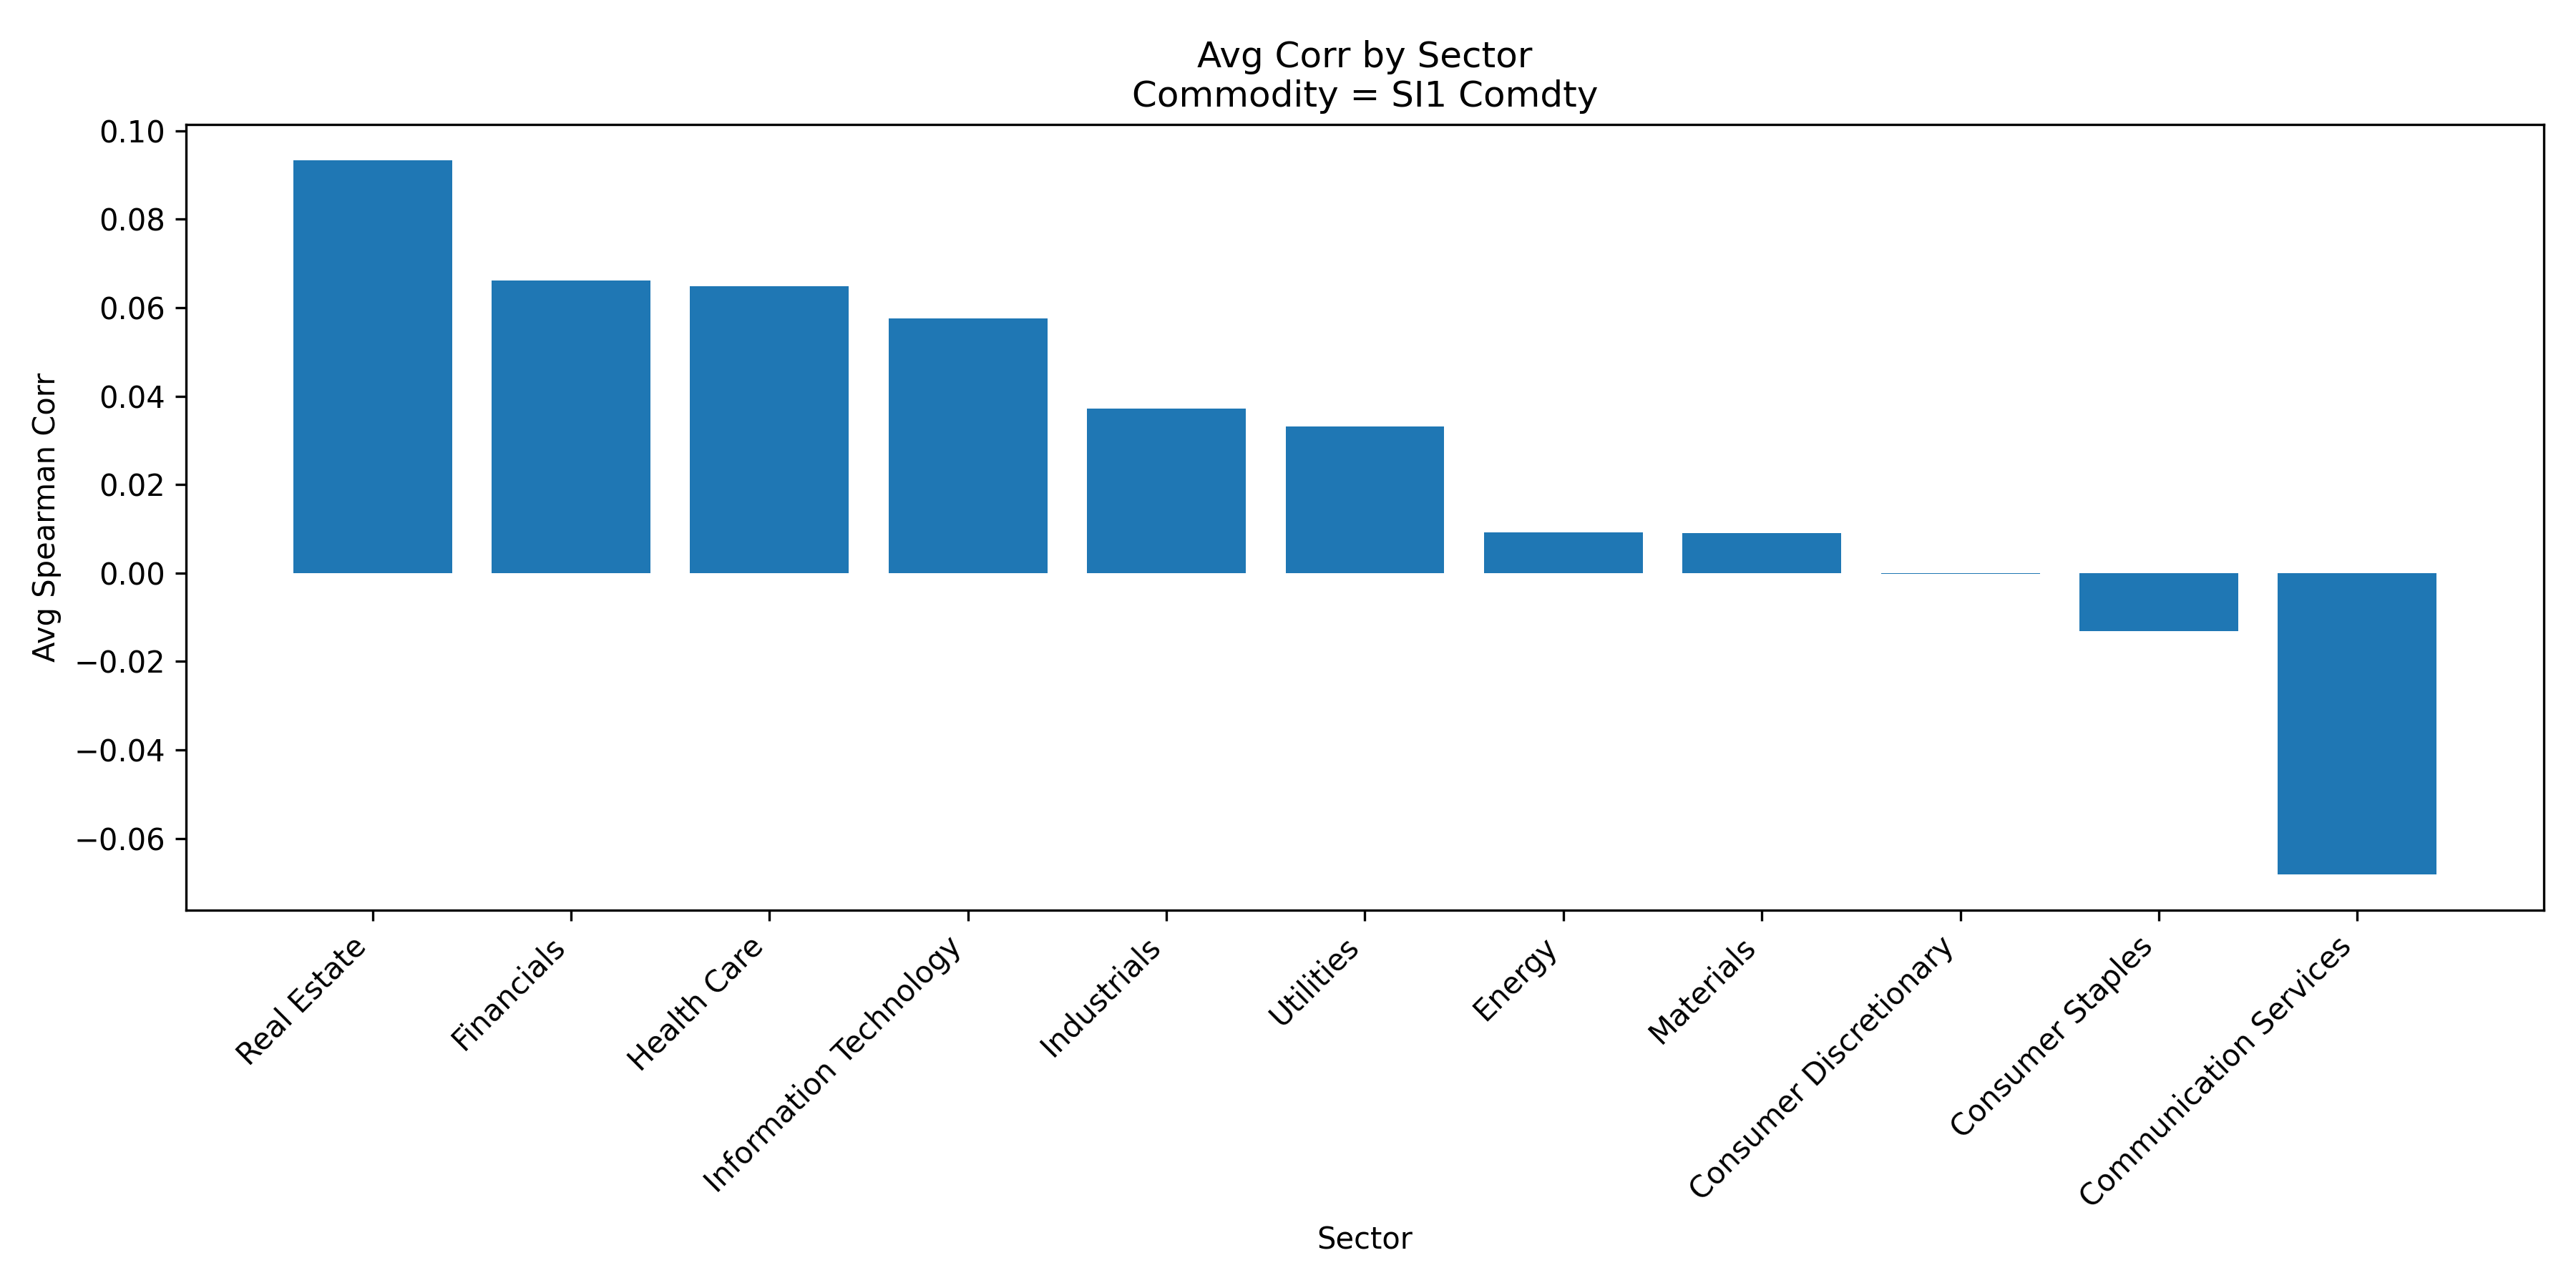 Avg Corr by Sector
Commodity = SI1 Comdty
Avg Spearman Corr
0.10
0.08
0.06
0.04
0.02
0.00
−0.02
−0.04
−0.06
Real Estate
Financials
Health Care
Information Technology
Industrials
Utilities
Energy
Materials
Consumer Discretionary
Consumer Staples
Communication Services
Sector